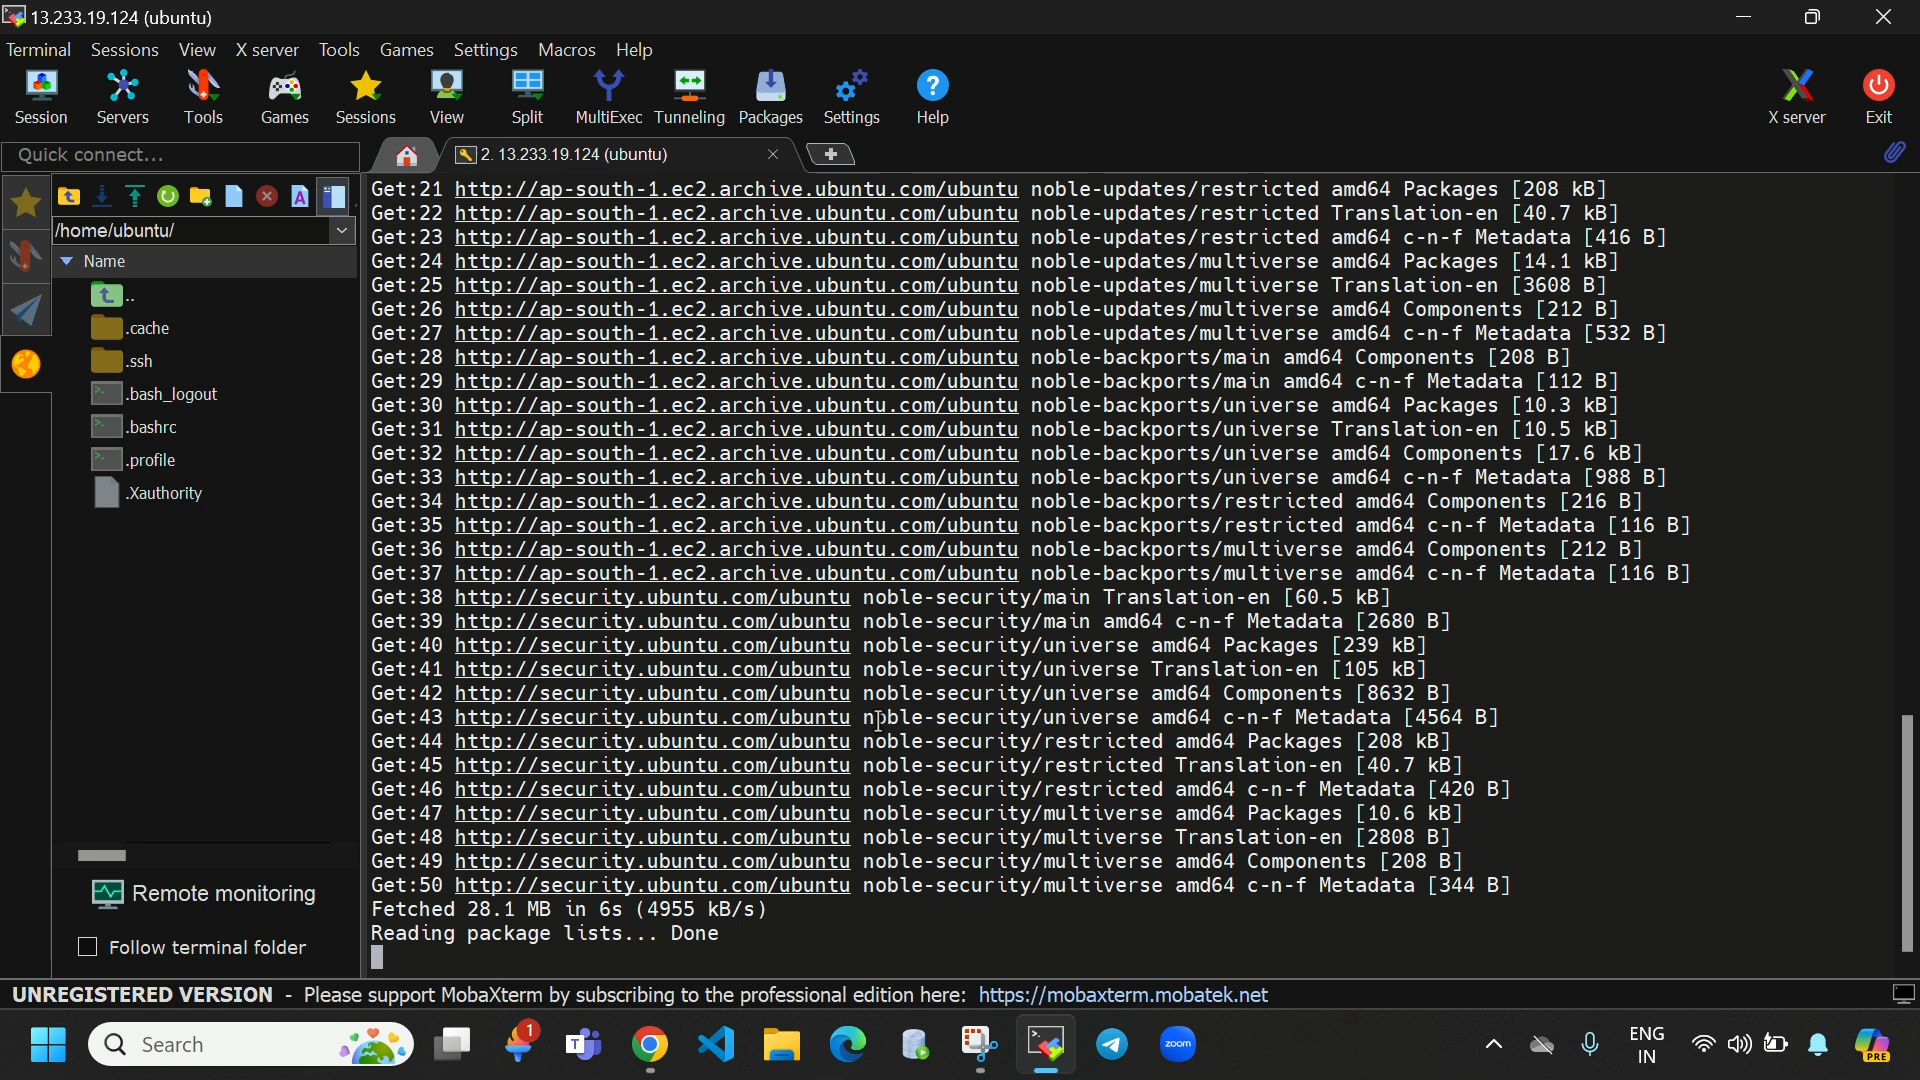 13.233.19.124 (ubuntu)
Terminal Sessions View X server Tools Games Settings Macros Help
Session Servers Tools Games Sessions View Split MultiExec Tunneling Packages Settings Help X server Exit
Quick connect...
2. 13.233.19.124 (ubuntu)
/home/ubuntu/
Name
..
.cache
.ssh
.bash_logout
.bashrc
.profile
.Xauthority
Remote monitoring
Follow terminal folder
Get:21 http://ap-south-1.ec2.archive.ubuntu.com/ubuntu noble-updates/restricted amd64 Packages [208 kB]
Get:22 http://ap-south-1.ec2.archive.ubuntu.com/ubuntu noble-updates/restricted Translation-en [40.7 kB]
Get:23 http://ap-south-1.ec2.archive.ubuntu.com/ubuntu noble-updates/restricted amd64 c-n-f Metadata [416 B]
Get:24 http://ap-south-1.ec2.archive.ubuntu.com/ubuntu noble-updates/multiverse amd64 Packages [14.1 kB]
Get:25 http://ap-south-1.ec2.archive.ubuntu.com/ubuntu noble-updates/multiverse Translation-en [3608 B]
Get:26 http://ap-south-1.ec2.archive.ubuntu.com/ubuntu noble-updates/multiverse amd64 Components [212 B]
Get:27 http://ap-south-1.ec2.archive.ubuntu.com/ubuntu noble-updates/multiverse amd64 c-n-f Metadata [532 B]
Get:28 http://ap-south-1.ec2.archive.ubuntu.com/ubuntu noble-backports/main amd64 Components [208 B]
Get:29 http://ap-south-1.ec2.archive.ubuntu.com/ubuntu noble-backports/main amd64 c-n-f Metadata [112 B]
Get:30 http://ap-south-1.ec2.archive.ubuntu.com/ubuntu noble-backports/universe amd64 Packages [10.3 kB]
Get:31 http://ap-south-1.ec2.archive.ubuntu.com/ubuntu noble-backports/universe Translation-en [10.5 kB]
Get:32 http://ap-south-1.ec2.archive.ubuntu.com/ubuntu noble-backports/universe amd64 Components [17.6 kB]
Get:33 http://ap-south-1.ec2.archive.ubuntu.com/ubuntu noble-backports/universe amd64 c-n-f Metadata [988 B]
Get:34 http://ap-south-1.ec2.archive.ubuntu.com/ubuntu noble-backports/restricted amd64 Components [216 B]
Get:35 http://ap-south-1.ec2.archive.ubuntu.com/ubuntu noble-backports/restricted amd64 c-n-f Metadata [116 B]
Get:36 http://ap-south-1.ec2.archive.ubuntu.com/ubuntu noble-backports/multiverse amd64 Components [212 B]
Get:37 http://ap-south-1.ec2.archive.ubuntu.com/ubuntu noble-backports/multiverse amd64 c-n-f Metadata [116 B]
Get:38 http://security.ubuntu.com/ubuntu noble-security/main Translation-en [60.5 kB]
Get:39 http://security.ubuntu.com/ubuntu noble-security/main amd64 c-n-f Metadata [2680 B]
Get:40 http://security.ubuntu.com/ubuntu noble-security/universe amd64 Packages [239 kB]
Get:41 http://security.ubuntu.com/ubuntu noble-security/universe Translation-en [105 kB]
Get:42 http://security.ubuntu.com/ubuntu noble-security/universe amd64 Components [8632 B]
Get:43 http://security.ubuntu.com/ubuntu noble-security/universe amd64 c-n-f Metadata [4564 B]
Get:44 http://security.ubuntu.com/ubuntu noble-security/restricted amd64 Packages [208 kB]
Get:45 http://security.ubuntu.com/ubuntu noble-security/restricted Translation-en [40.7 kB]
Get:46 http://security.ubuntu.com/ubuntu noble-security/restricted amd64 c-n-f Metadata [420 B]
Get:47 http://security.ubuntu.com/ubuntu noble-security/multiverse amd64 Packages [10.6 kB]
Get:48 http://security.ubuntu.com/ubuntu noble-security/multiverse Translation-en [2808 B]
Get:49 http://security.ubuntu.com/ubuntu noble-security/multiverse amd64 Components [208 B]
Get:50 http://security.ubuntu.com/ubuntu noble-security/multiverse amd64 c-n-f Metadata [344 B]
Fetched 28.1 MB in 6s (4955 kB/s)
Reading package lists... Done
UNREGISTERED VERSION - Please support MobaXterm by subscribing to the professional edition here: https://mobaxterm.mobatek.net
Search 1 zoom ENG PRE
IN